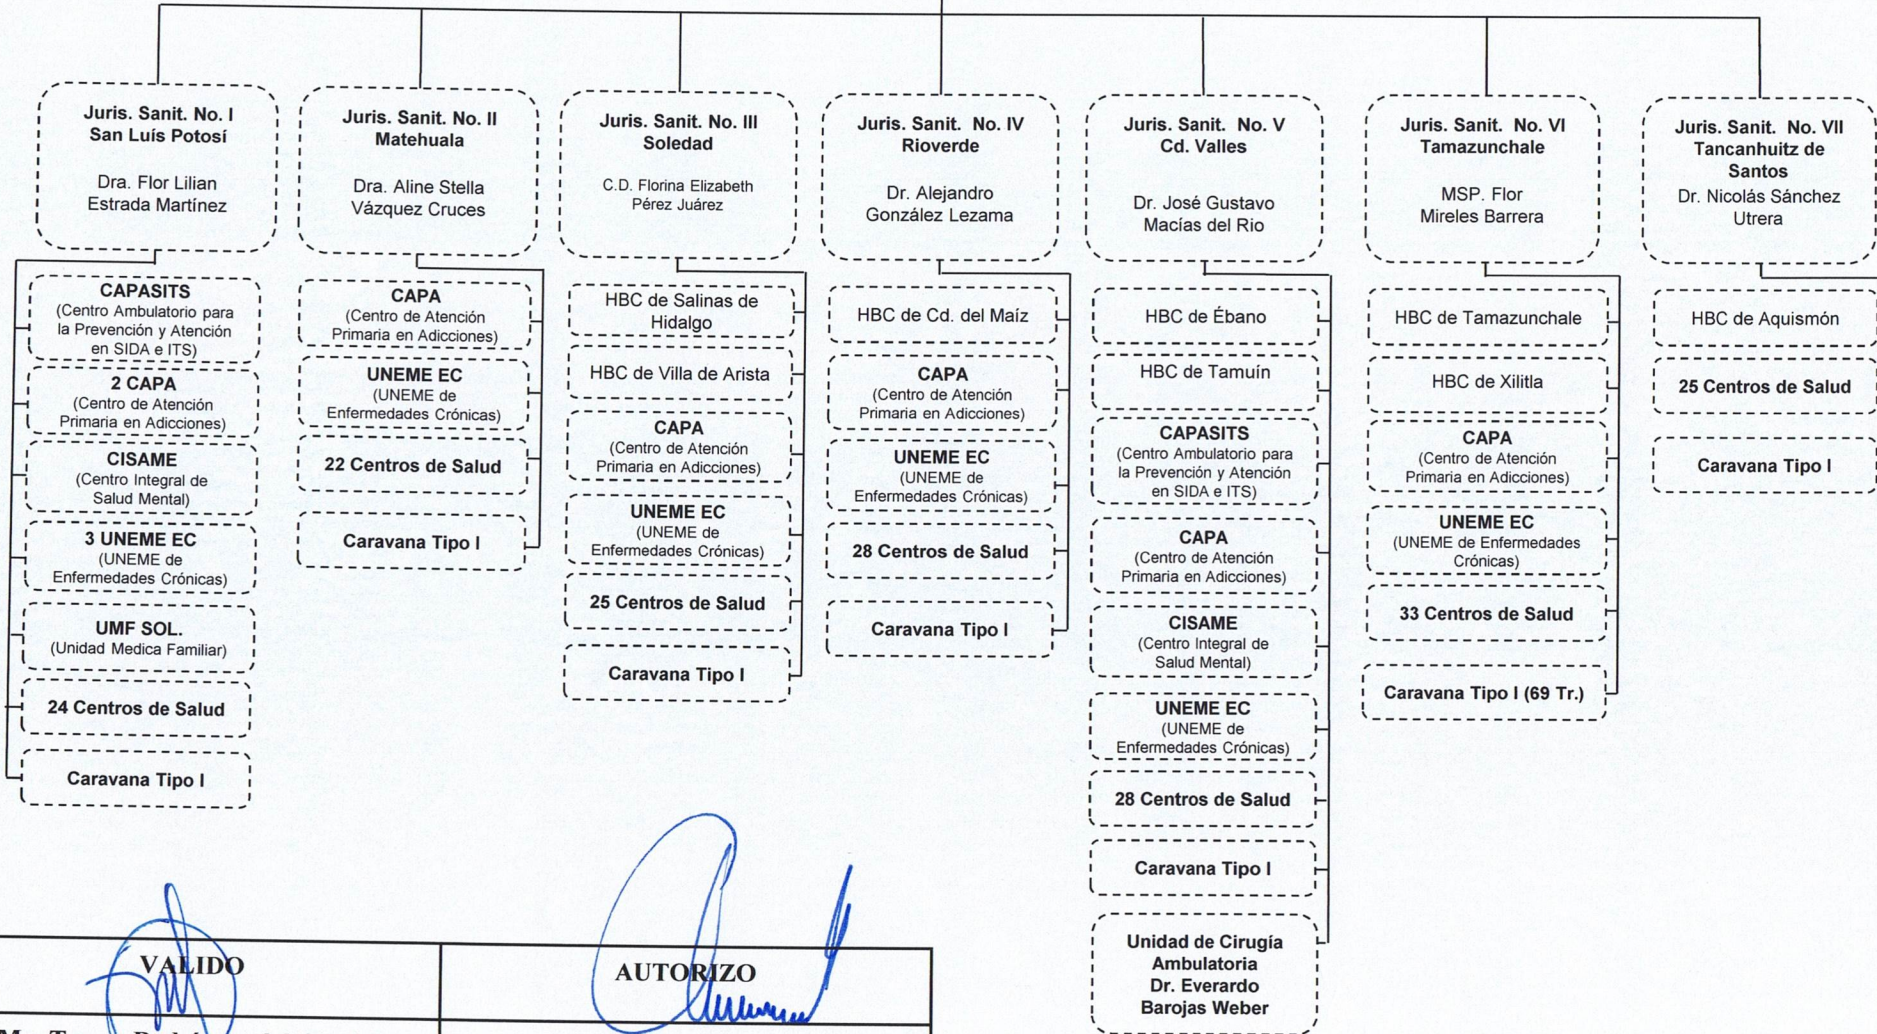 Juris. Sanit. No. I
San Luís Potosí
Dra. Flor Lilian
Estrada Martínez
CAPASITS
(Centro Ambulatorio para
la Prevención y Atención
en SIDA e ITS)
2 CAPA
(Centro de Atención
Primaria en Adicciones)
CISAME
(Centro Integral de
Salud Mental)
3 UNEME EC
(UNEME de
Enfermedades Crónicas)
UMF SOL.
(Unidad Medica Familiar)
24 Centros de Salud
Caravana Tipo I
Juris. Sanit. No. II
Matehuala
Dra. Aline Stella
Vázquez Cruces
CAPA
(Centro de Atención
Primaria en Adicciones)
UNEME EC
(UNEME de
Enfermedades Crónicas)
22 Centros de Salud
Caravana Tipo I
Juris. Sanit. No. III
Soledad
C.D. Florina Elizabeth
Pérez Juárez
HBC de Salinas de
Hidalgo
HBC de Villa de Arista
CAPA
(Centro de Atención
Primaria en Adicciones)
UNEME EC
(UNEME de
Enfermedades Crónicas)
25 Centros de Salud
Caravana Tipo I
Juris. Sanit. No. IV
Rioverde
Dr. Alejandro
González Lezama
HBC de Cd. del Maíz
CAPA
(Centro de Atención
Primaria en Adicciones)
UNEME EC
(UNEME de
Enfermedades Crónicas)
28 Centros de Salud
Caravana Tipo I
Juris. Sanit. No. V
Cd. Valles
Dr. José Gustavo
Macías del Rio
HBC de Ébano
HBC de Tamuín
CAPASITS
(Centro Ambulatorio para
la Prevención y Atención
en SIDA e ITS)
CAPA
(Centro de Atención
Primaria en Adicciones)
CISAME
(Centro Integral de
Salud Mental)
UNEME EC
(UNEME de
Enfermedades Crónicas)
28 Centros de Salud
Caravana Tipo I
Unidad de Cirugía
Ambulatoria
Dr. Everardo
Barojas Weber
Juris. Sanit. No. VI
Tamazunchale
MSP. Flor
Mireles Barrera
HBC de Tamazunchale
HBC de Xilitla
CAPA
(Centro de Atención
Primaria en Adicciones)
UNEME EC
(UNEME de Enfermedades
Crónicas)
33 Centros de Salud
Caravana Tipo I (69 Tr.)
Juris. Sanit. No. VII
Tancanhuitz de
Santos
Dr. Nicolás Sánchez
Utrera
HBC de Aquismón
25 Centros de Salud
Caravana Tipo I
VALIDO
AUTORIZO